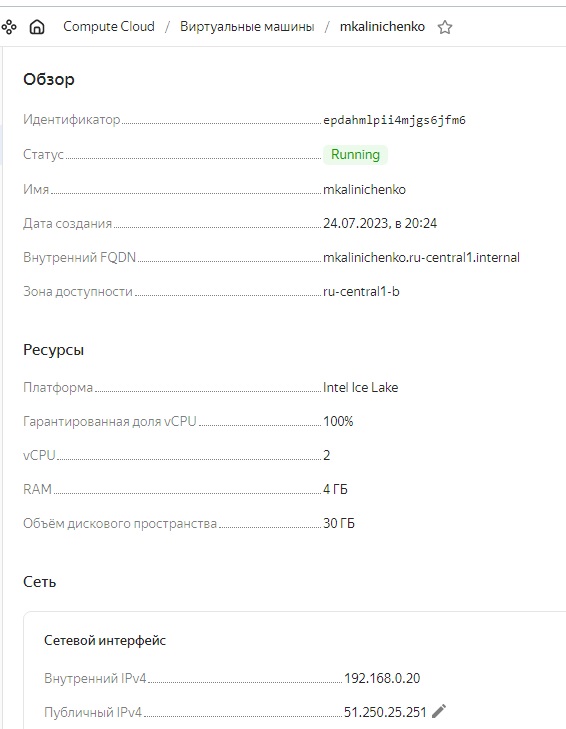 Compute Cloud / Виртуальные машины / mkalinichenko
Обзор
Идентификатор epdahmlpii4mjgs6jfm6
Статус Running
Имя mkalinichenko
Дата создания 24.07.2023, в 20:24
Внутренний FQDN mkalinichenko.ru-central1.internal
Зона доступности ru-central1-b
Ресурсы
Платформа Intel Ice Lake
Гарантированная доля vCPU 100%
vCPU 2
RAM 4 ГБ
Объём дискового пространства 30 ГБ
Сеть
Сетевой интерфейс
Внутренний IPv4 192.168.0.20
Публичный IPv4 51.250.25.251